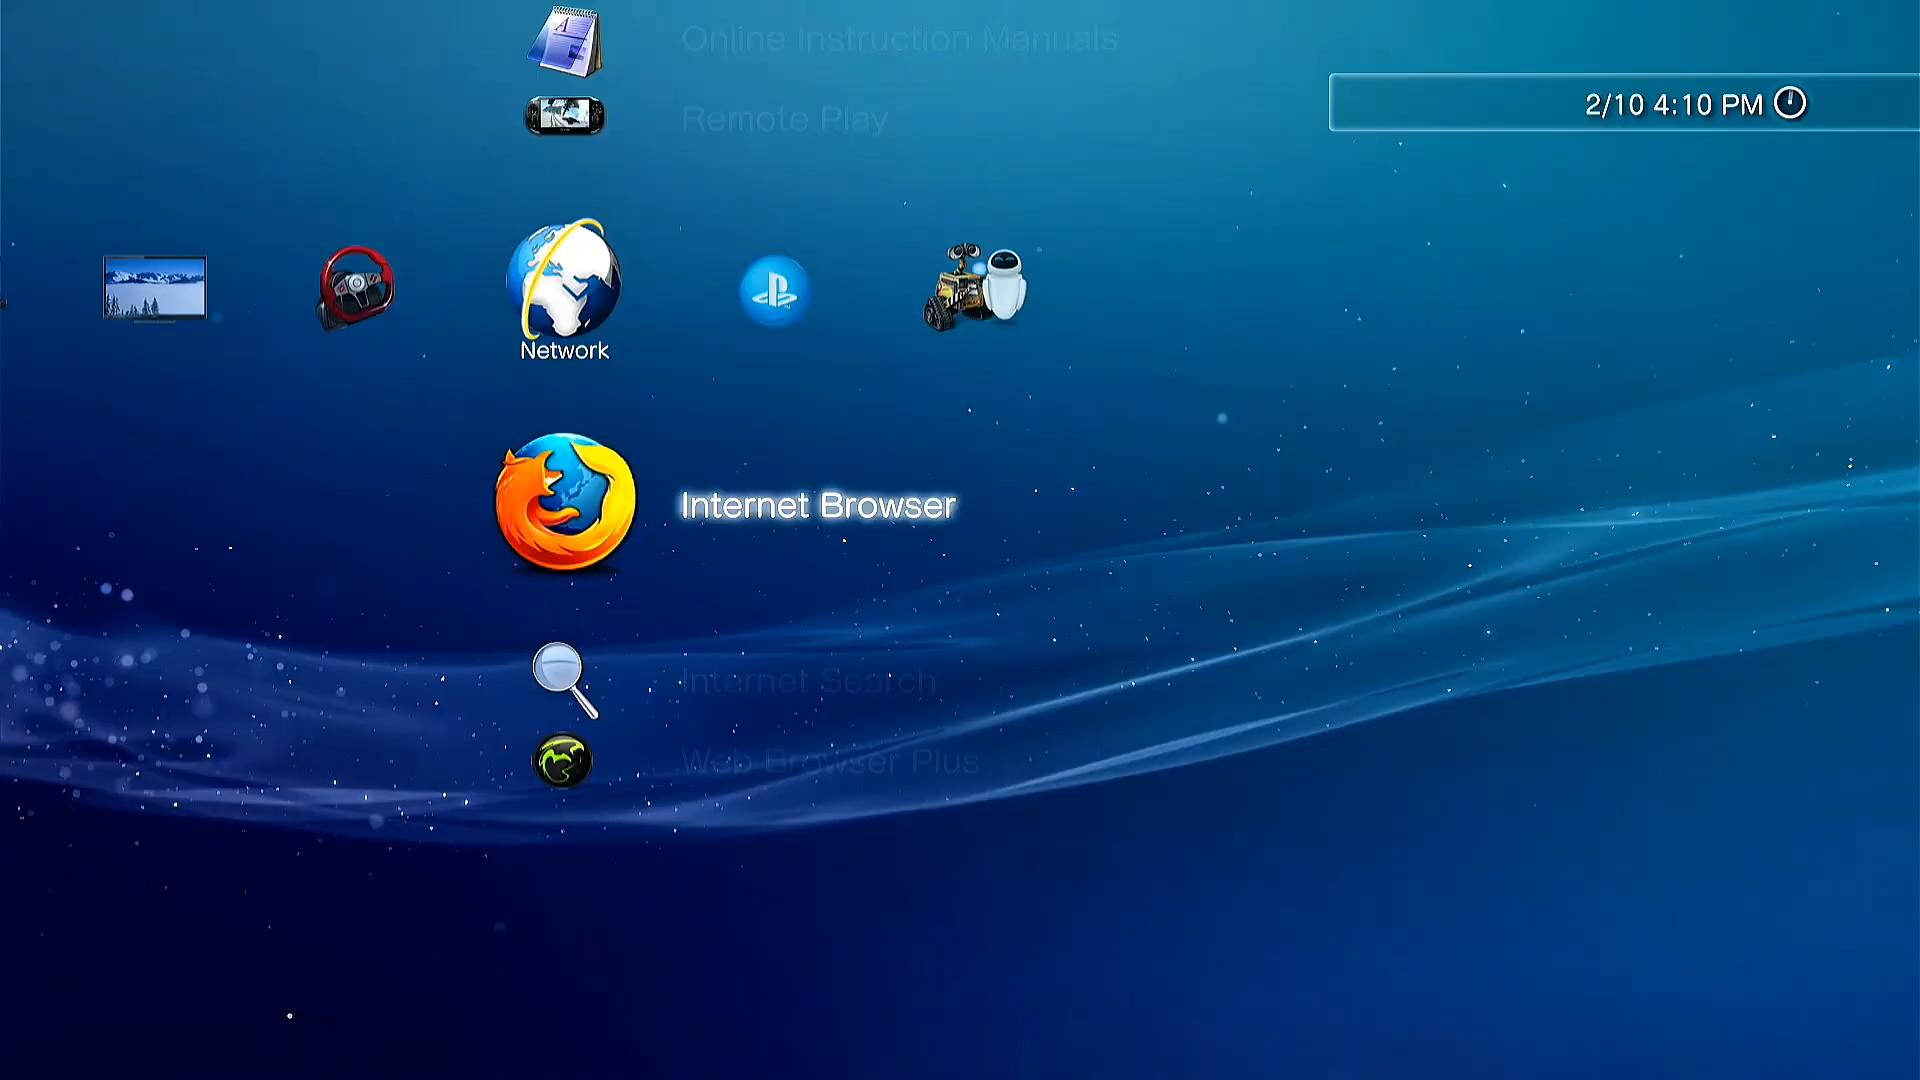 Online Instruction Manuals
Remote Play
2/10 4:10 PM
Network
Internet Browser
Internet Search
Web Browser Plus